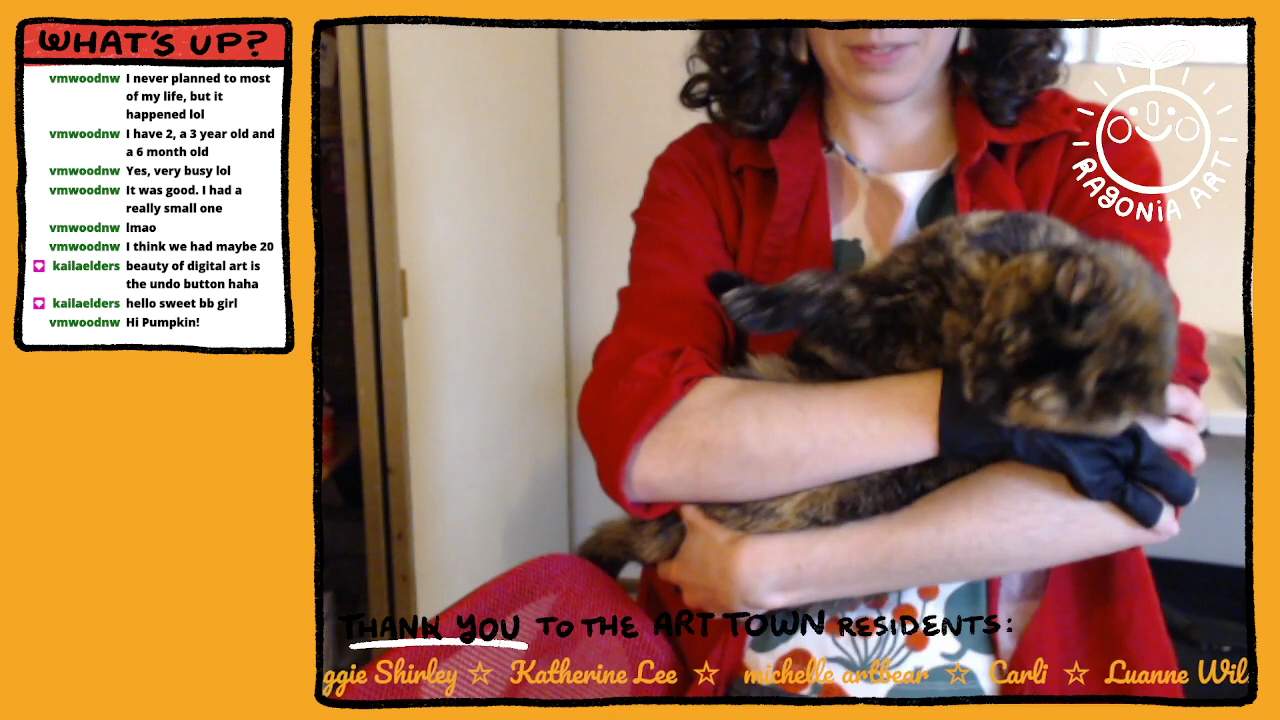 WHAT'S UP?
vmwoodnw I never planned to most
of my life, but it
happened lol
vmwoodnw I have 2, a 3 year old and
a 6 month old
vmwoodnw Yes, very busy lol
vmwoodnw It was good. I had a
really small one
vmwoodnw lmao
vmwoodnw I think we had maybe 20
kailaelders beauty of digital art is
the undo button haha
kailaelders hello sweet bb girl
vmwoodnw Hi Pumpkin!
RAGONIA ART
THANK YOU TO THE ART TOWN RESIDENTS:
ggie Shirley ☆ Katherine Lee ☆ michelle artbear ☆ Carli ☆ Luanne Wil